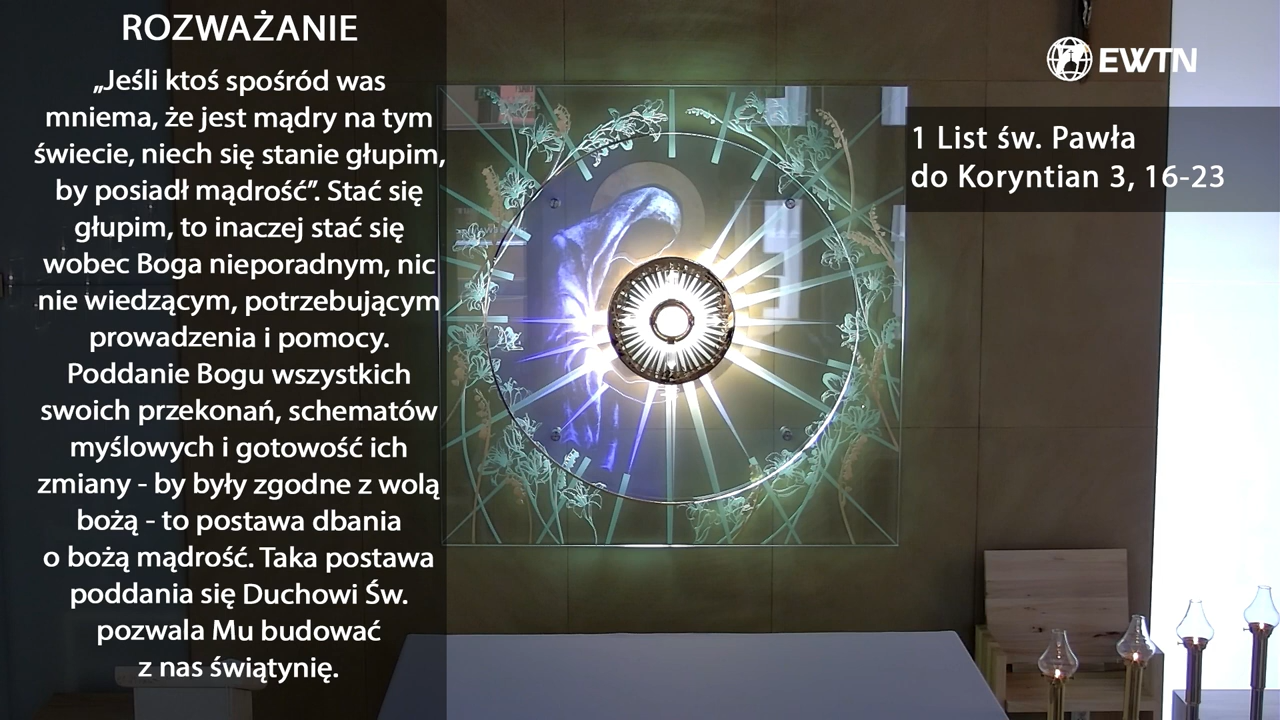 ROZWAŻANIE
„Jeśli ktoś spośród was
mniema, że jest mądry na tym
świecie, niech się stanie głupim,
by posiadł mądrość”. Stać się
głupim, to inaczej stać się
wobec Boga nieporadnym, nic
nie wiedzącym, potrzebującym
prowadzenia i pomocy.
Poddanie Bogu wszystkich
swoich przekonań, schematów
myślowych i gotowość ich
zmiany - by były zgodne z wolą
bożą - to postawa dbania
o bożą mądrość. Taka postawa
poddania się Duchowi Św.
pozwala Mu budować
z nas świątynię.
EWTN
1 List św. Pawła
do Koryntian 3, 16-23